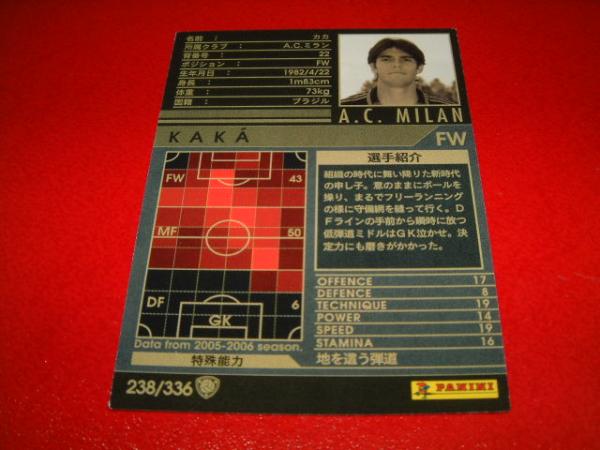 名前 : カカ
所属クラブ : A.C.ミラン
背番号 : 22
ポジション : FW
生年月日 : 1982/4/22
身長 : 1m83cm
体重 : 73kg
国籍 : ブラジル
A.C. MILAN
KAKÁ
FW
FW 43
MF 50
DF 6
GK
Data from 2005-2006 season.
選手紹介
組織の時代に舞い降りた新時代
の申し子。意のままにボールを
操り、まるでフリーランニング
の様に守備網を縫って行く。D
Fラインの手前から瞬時に放つ
低弾道ミドルはGK泣かせ。決
定力にも磨きがかかった。
OFFENCE 17
DEFENCE 8
TECHNIQUE 19
POWER 14
SPEED 19
STAMINA 16
特殊能力
地を這う弾道
238/336
PANINI